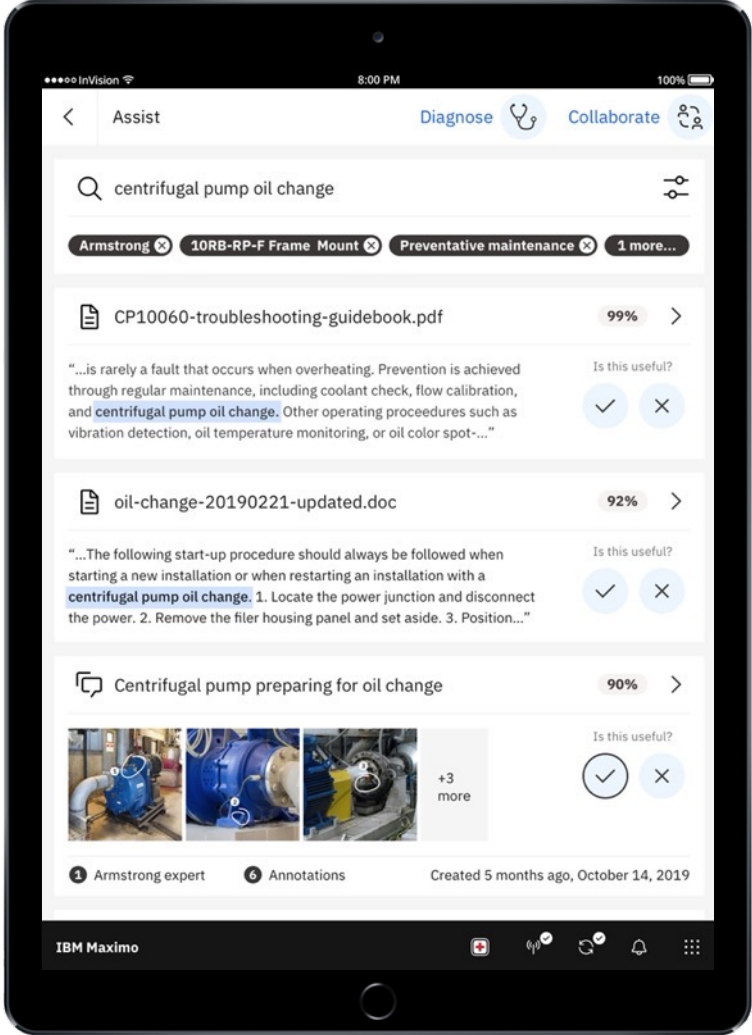 InVision
8:00 PM
100%
Assist
Diagnose
Collaborate
centrifugal pump oil change
Armstrong
10RB-RP-F Frame Mount
Preventative maintenance
1 more...
CP10060-troubleshooting-guidebook.pdf
99%
“...is rarely a fault that occurs when overheating. Prevention is achieved
through regular maintenance, including coolant check, flow calibration,
and centrifugal pump oil change. Other operating proceedures such as
vibration detection, oil temperature monitoring, or oil color spot-...”
Is this useful?
oil-change-20190221-updated.doc
92%
“...The following start-up procedure should always be followed when
starting a new installation or when restarting an installation with a
centrifugal pump oil change. 1. Locate the power junction and disconnect
the power. 2. Remove the filer housing panel and set aside. 3. Position...”
Is this useful?
Centrifugal pump preparing for oil change
90%
1
2
3
+3
more
Is this useful?
1 Armstrong expert
6 Annotations
Created 5 months ago, October 14, 2019
IBM Maximo